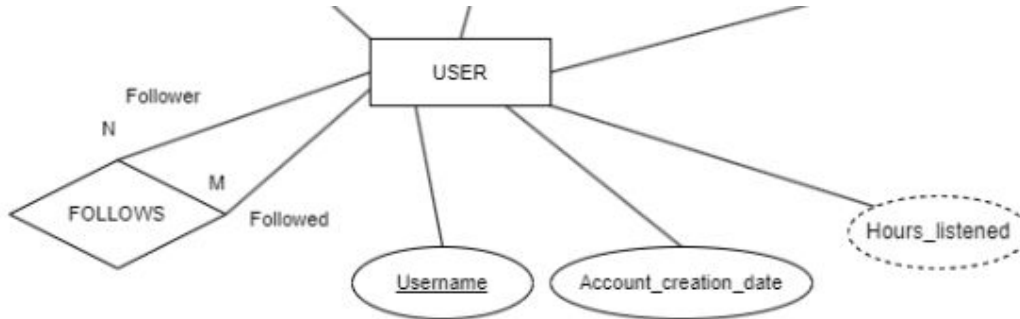 USER
Follower
N
M
FOLLOWS
Followed
Hours_listened
Username
Account_creation_date